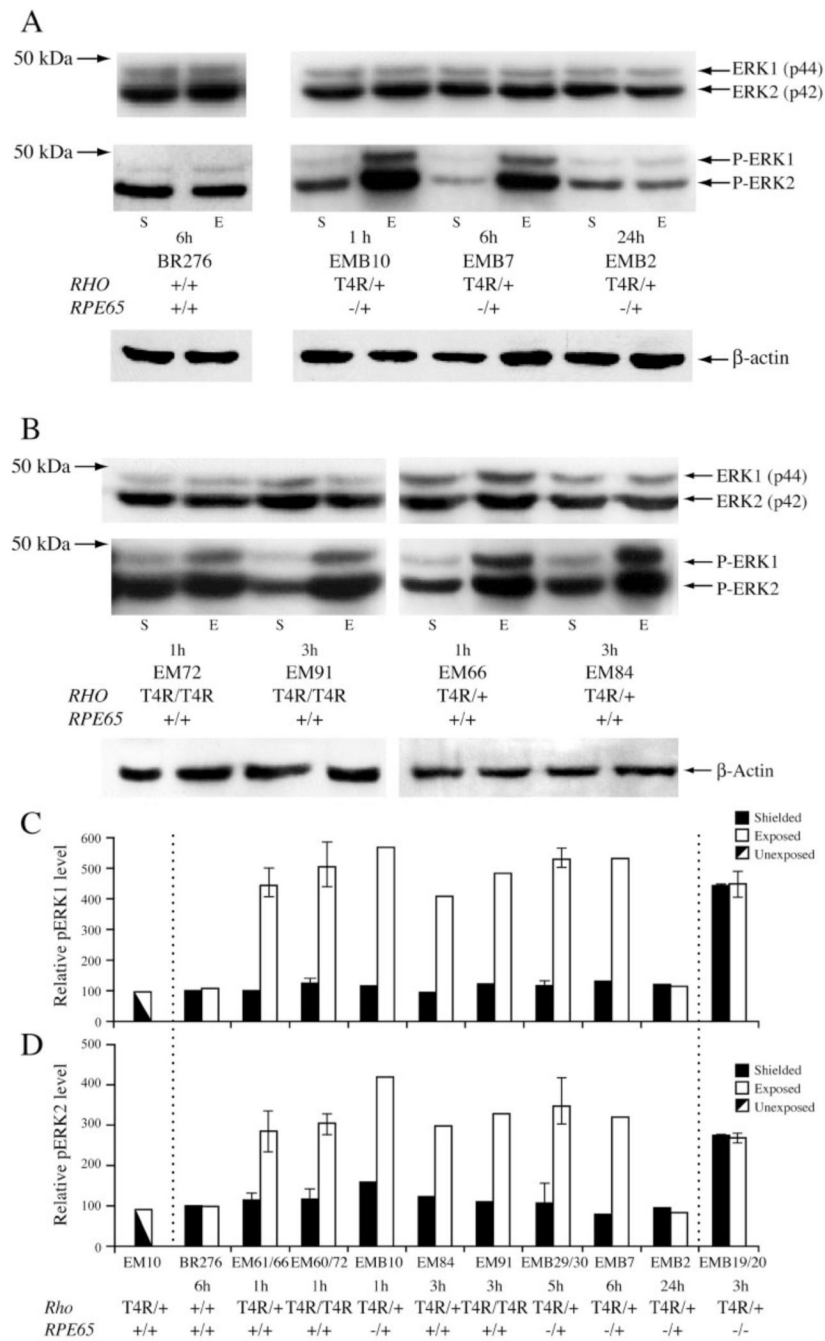 A
50 kDa
ERK1 (p44)
ERK2 (p42)
50 kDa
P-ERK1
P-ERK2
S E S E S E S E
6h 1 h 6h 24h
BR276 EMB10 EMB7 EMB2
RHO +/+ T4R/+ T4R/+ T4R/+
RPE65 +/+ -/+ -/+ -/+
β-actin
B
50 kDa
ERK1 (p44)
ERK2 (p42)
50 kDa
P-ERK1
P-ERK2
S E S E S E S E
1h 3h 1h 3h
EM72 EM91 EM66 EM84
RHO T4R/T4R T4R/T4R T4R/+ T4R/+
RPE65 +/+ +/+ +/+ +/+
β-Actin
C
Relative pERK1 level
600
500
400
300
200
100
0
Shielded
Exposed
Unexposed
D
Relative pERK2 level
500
400
300
200
100
0
Shielded
Exposed
Unexposed
EM10 BR276 EM61/66 EM60/72 EMB10 EM84 EM91 EMB29/30 EMB7 EMB2 EMB19/20
6h 1h 1h 1h 3h 3h 5h 6h 24h 3h
Rho T4R/+ +/+ T4R/+ T4R/T4R T4R/+ T4R/+ T4R/T4R T4R/+ T4R/+ T4R/+ T4R/+
RPE65 +/+ +/+ +/+ +/+ -/+ +/+ +/+ -/+ -/+ -/+ -/-